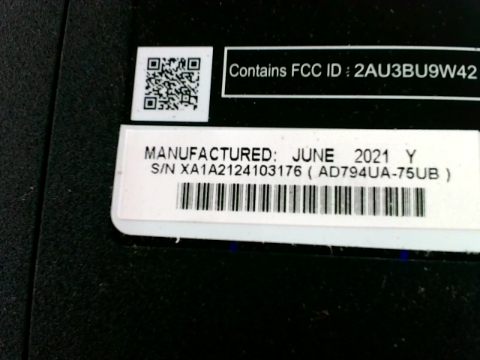 Contains FCC ID : 2AU3BU9W42
MANUFACTURED: JUNE 2021 Y
S/N XA1A2124103176 ( AD794UA-75UB )